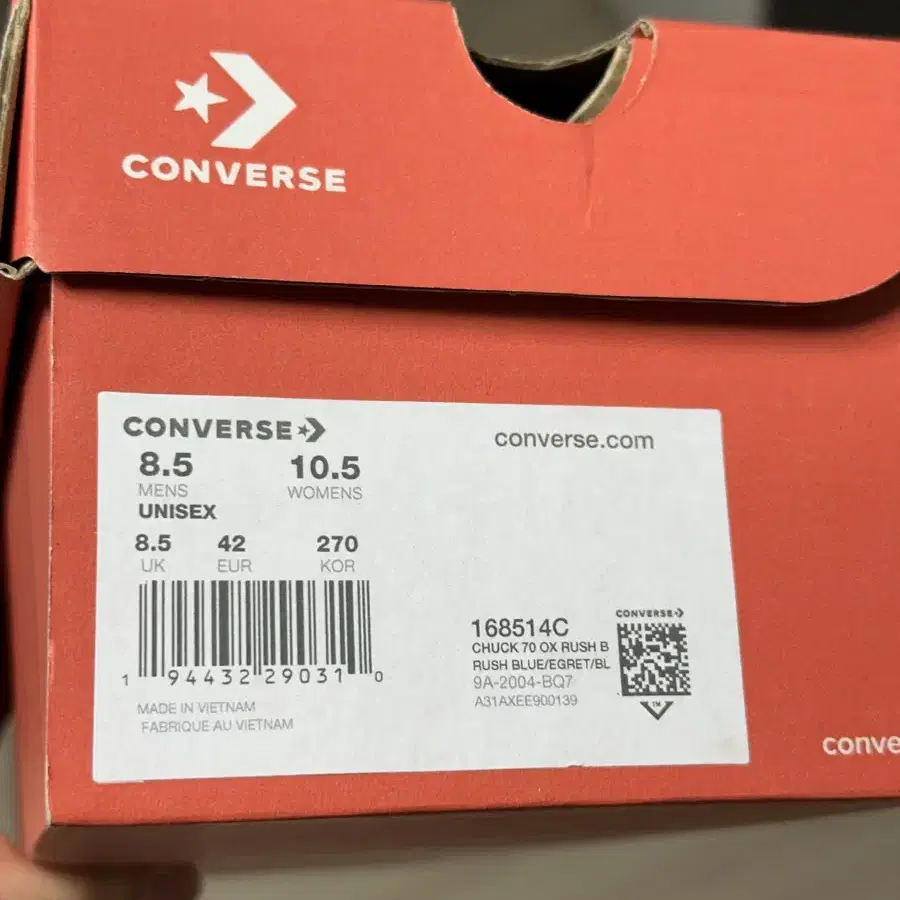 CONVERSE
CONVERSE
converse.com
8.5 10.5
MENS WOMENS
UNISEX
8.5 42 270
UK EUR KOR
1 94432 29031 0
MADE IN VIETNAM
FABRIQUE AU VIETNAM
CONVERSE
168514C
CHUCK 70 OX RUSH B
RUSH BLUE/EGRET/BL
9A-2004-BQ7
A31AXEE900139
TM
conve